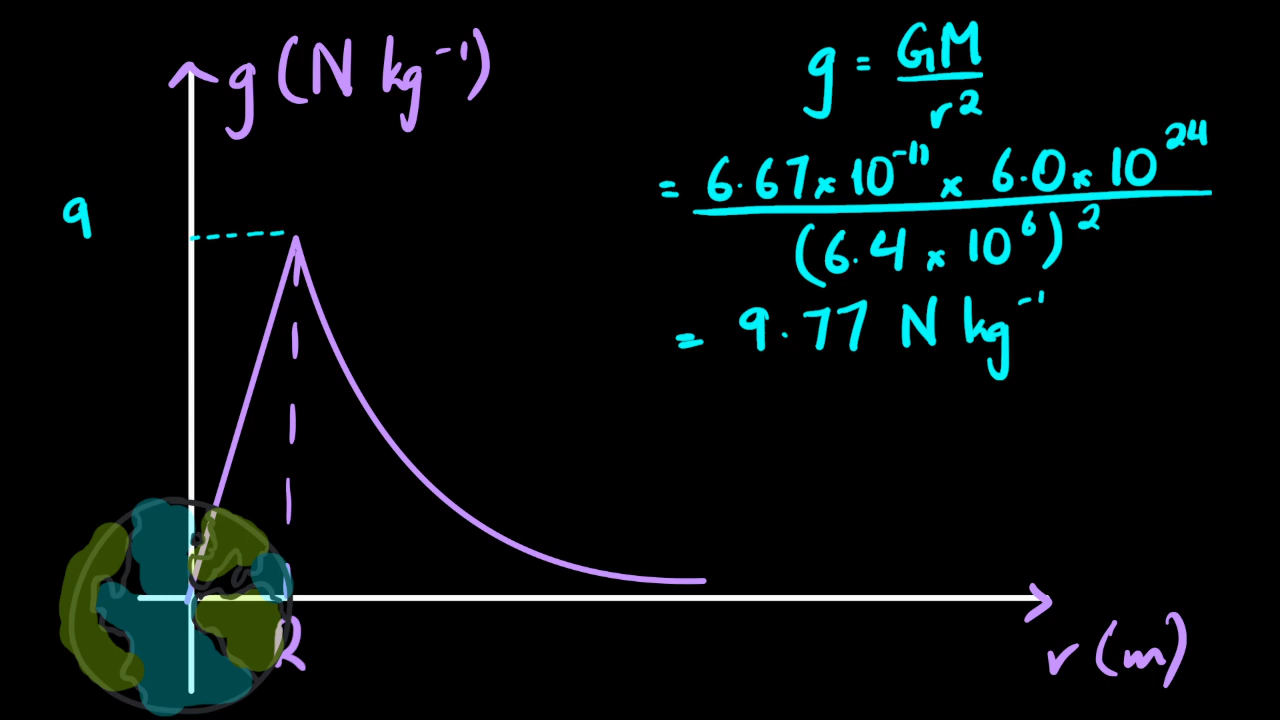 g (N kg⁻¹)
9
R
r (m)
g = GM / r²
= 6.67 × 10⁻¹¹ × 6.0 × 10²⁴ / (6.4 × 10⁶)²
= 9.77 N kg⁻¹